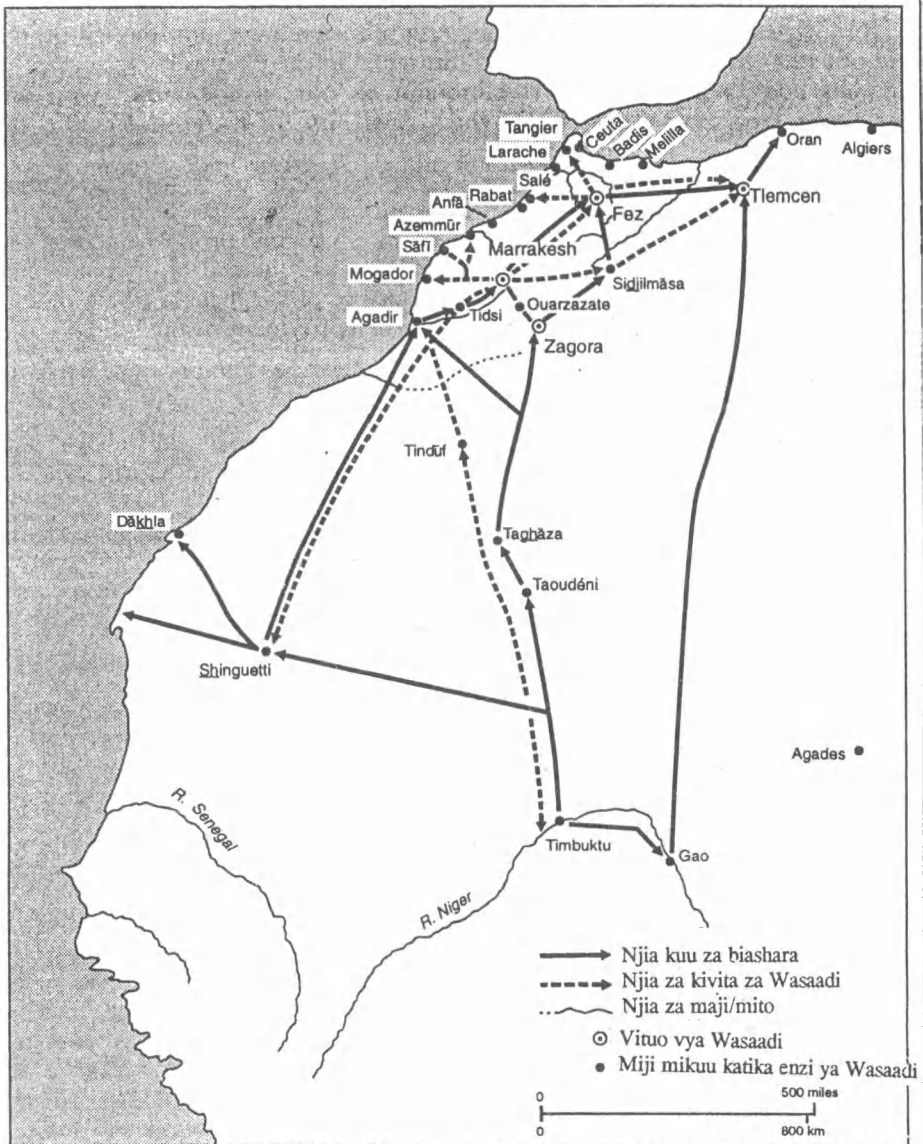 Tangier
Ceuta
Badis
Melilla
Oran
Algiers
Larache
Salé
Rabat
Fez
Tlemcen
Anfā
Azemmūr
Marrakesh
Sāfī
Sidjilmāsa
Mogador
Ouarzazate
Agadir
Tidsi
Zagora
Tindūf
Dākhla
Taghāza
Taoudéni
Shinguetti
Agades
R. Senegal
Timbuktu
Gao
R. Niger
Njia kuu za biashara
Njia za kivita za Wasaadi
Njia za maji/mito
Vituo vya Wasaadi
Miji mikuu katika enzi ya Wasaadi
0 500 miles
0 800 km